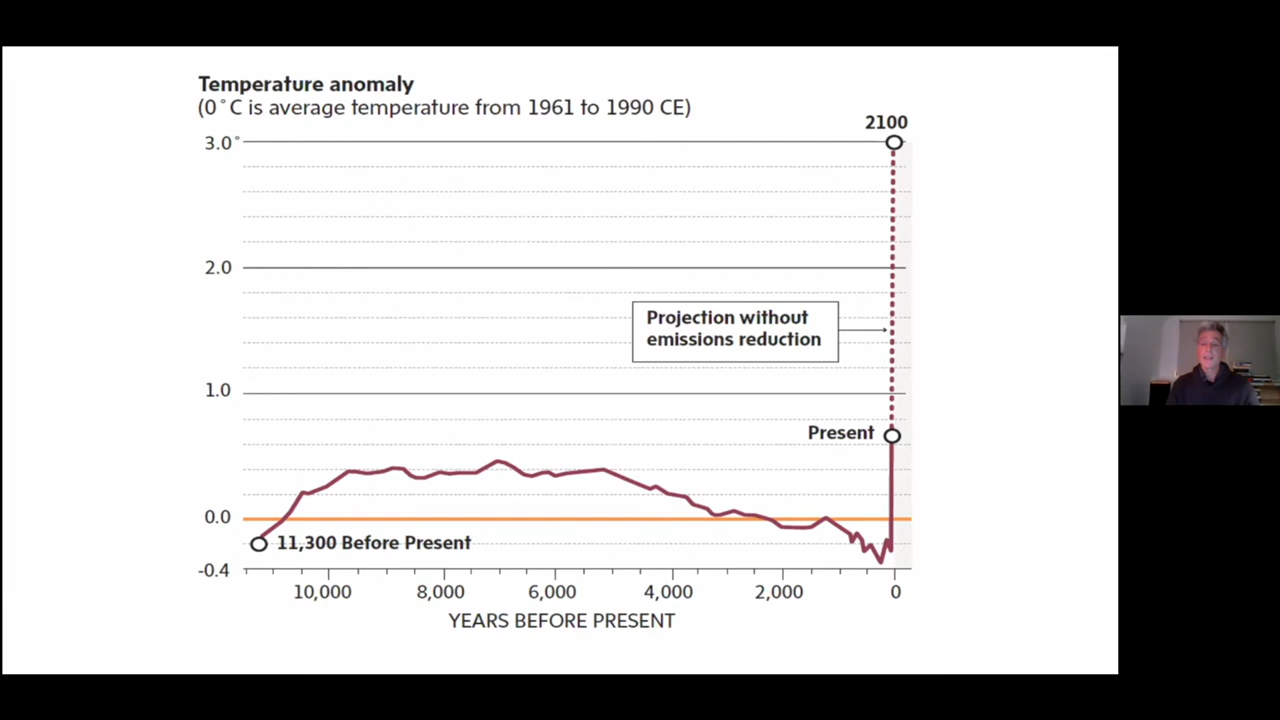 Temperature anomaly
(0°C is average temperature from 1961 to 1990 CE)
2100
3.0°
2.0
Projection without
emissions reduction
1.0
Present
0.0
11,300 Before Present
-0.4
10,000 8,000 6,000 4,000 2,000 0
YEARS BEFORE PRESENT